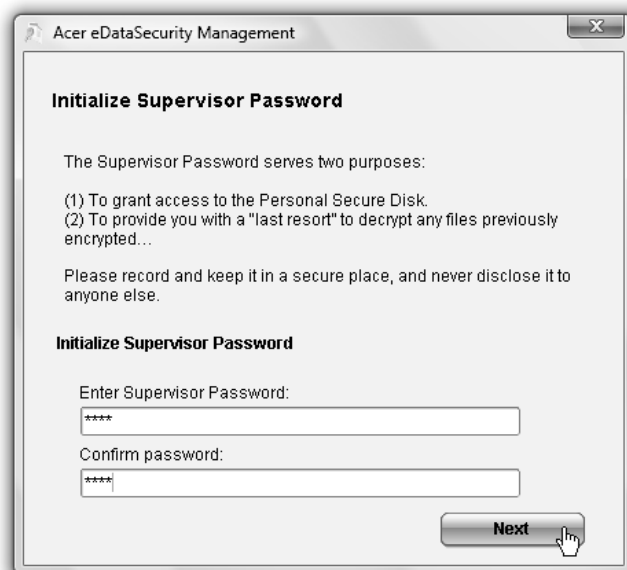 Acer eDataSecurity Management
Initialize Supervisor Password
The Supervisor Password serves two purposes:
(1) To grant access to the Personal Secure Disk.
(2) To provide you with a "last resort" to decrypt any files previously
encrypted...
Please record and keep it in a secure place, and never disclose it to
anyone else.
Initialize Supervisor Password
Enter Supervisor Password:
****
Confirm password:
****
Next